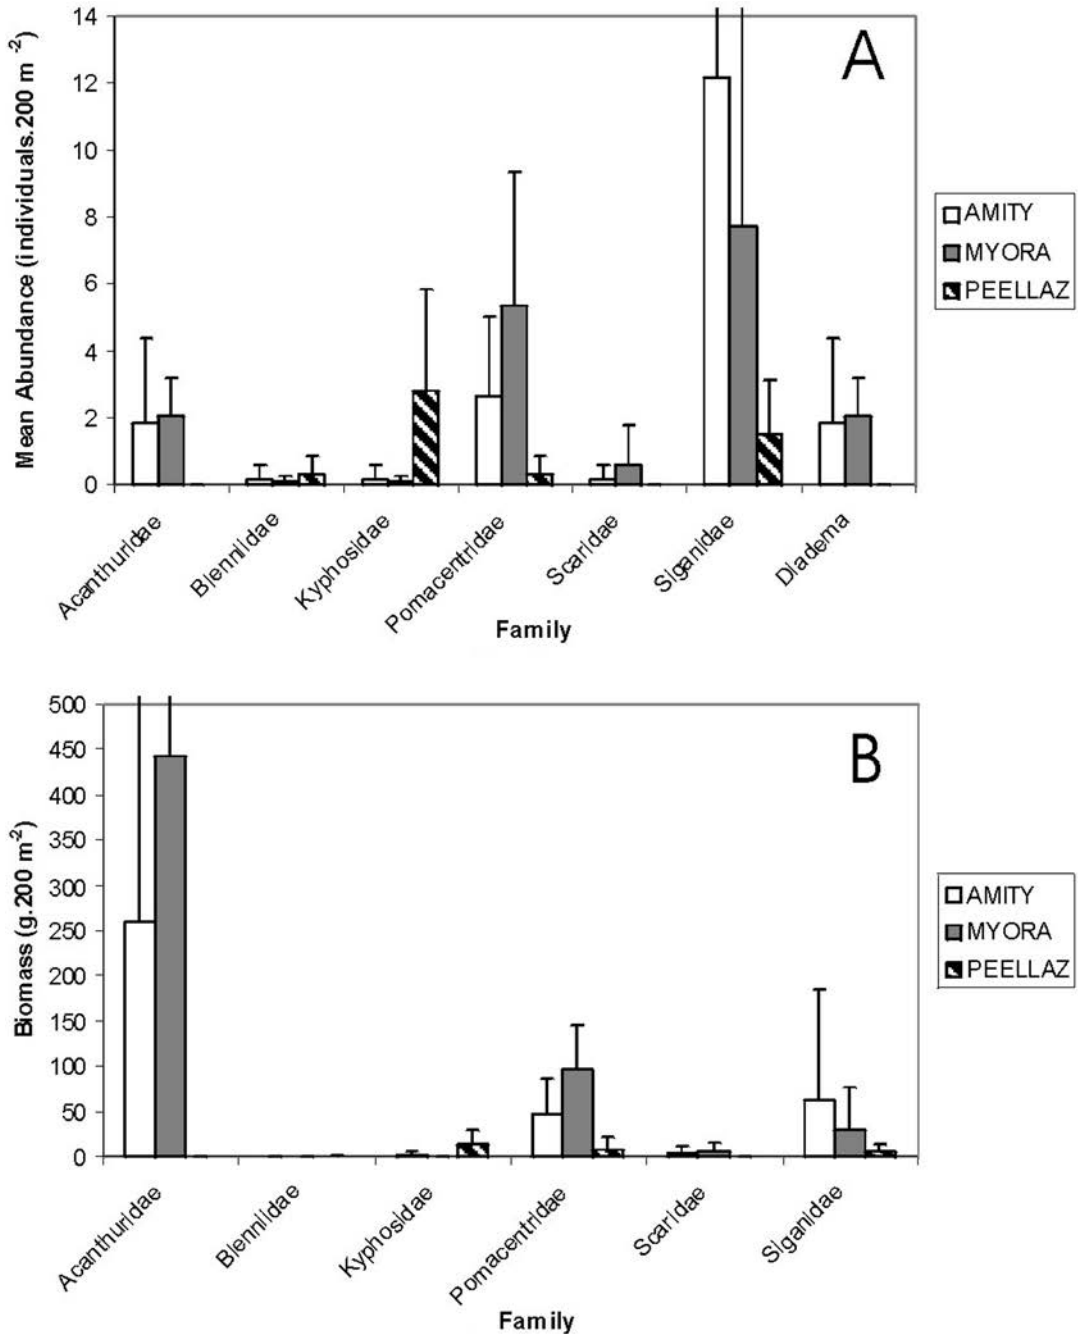 A
Mean Abundance (individuals.200 m⁻²)
14
12
10
8
6
4
2
0
Acanthuridae
Blenniidae
Kyphosidae
Pomacentridae
Scaridae
Siganidae
Diadema
Family
AMITY
MYORA
PEELLAZ
B
Biomass (g.200 m⁻²)
500
450
400
350
300
250
200
150
100
50
0
Acanthuridae
Blenniidae
Kyphosidae
Pomacentridae
Scaridae
Siganidae
Family
AMITY
MYORA
PEELLAZ